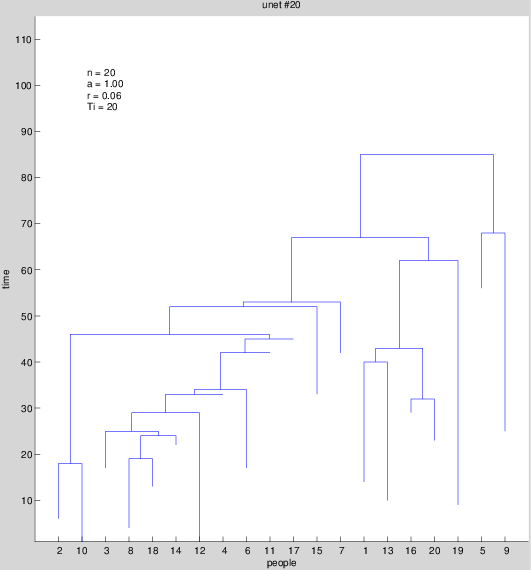 unet #20
110
n = 20
100
a = 1.00
r = 0.06
Ti = 20
90
80
70
60
time
50
40
30
20
10
2 10 3 8 18 14 12 4 6 11 17 15 7 1 13 16 20 19 5 9
people